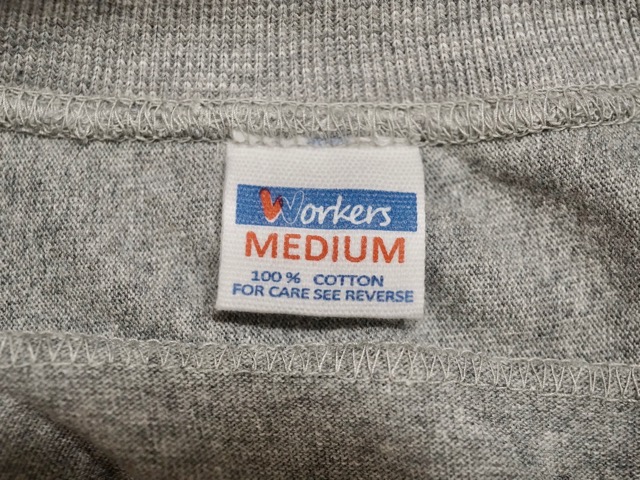 Workers
MEDIUM
100 % COTTON
FOR CARE SEE REVERSE